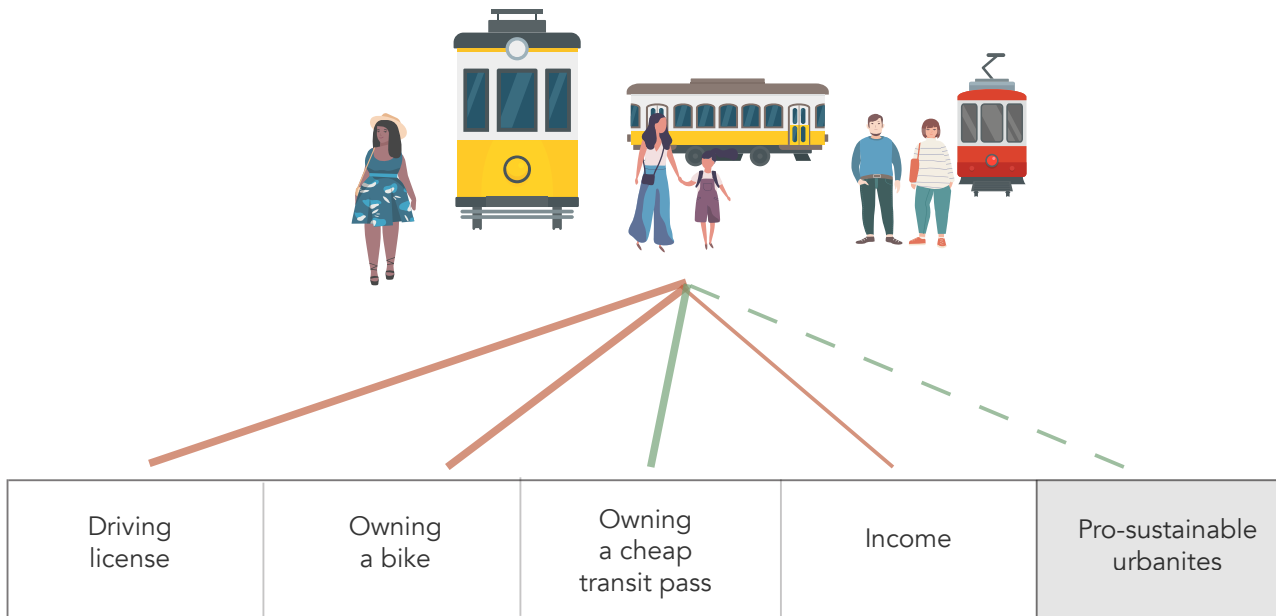 Driving
license
Owning
a bike
Owning
a cheap
transit pass
Income
Pro-sustainable
urbanites